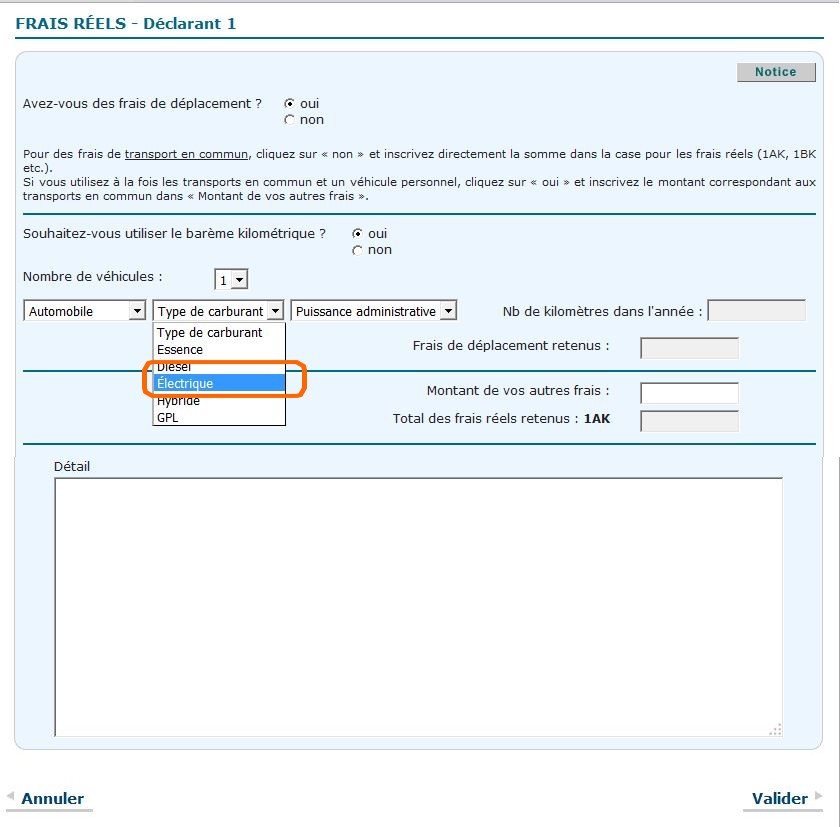 FRAIS RÉELS - Déclarant 1
Notice
Avez-vous des frais de déplacement ? oui
non
Pour des frais de transport en commun, cliquez sur « non » et inscrivez directement la somme dans la case pour les frais réels (1AK, 1BK
etc.).
Si vous utilisez à la fois les transports en commun et un véhicule personnel, cliquez sur « oui » et inscrivez le montant correspondant aux
transports en commun dans « Montant de vos autres frais ».
Souhaitez-vous utiliser le barème kilométrique ? oui
non
Nombre de véhicules : 1
Automobile Type de carburant Puissance administrative Nb de kilomètres dans l'année :
Type de carburant
Essence
Diesel
Électrique
Hybride
GPL
Frais de déplacement retenus :
Montant de vos autres frais :
Total des frais réels retenus : 1AK
Détail
Annuler
Valider